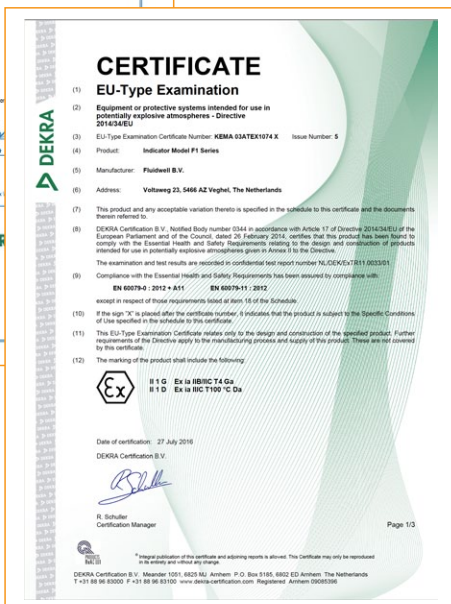 DEKRA
CERTIFICATE
(1) EU-Type Examination
(2) Equipment or protective systems intended for use in
potentially explosive atmospheres - Directive
2014/34/EU
(3) EU-Type Examination Certificate Number: KEMA 03ATEX1074 X Issue Number: 5
(4) Product: Indicator Model F1 Series
(5) Manufacturer: Fluidwell B.V.
(6) Address: Voltaweg 23, 5466 AZ Veghel, The Netherlands
(7) This product and any acceptable variation thereto is specified in the schedule to this certificate and the documents
therein referred to.
(8) DEKRA Certification B.V., Notified Body number 0344 in accordance with Article 17 of Directive 2014/34/EU of the
European Parliament and of the Council, dated 26 February 2014, certifies that this product has been found to
comply with the Essential Health and Safety Requirements relating to the design and construction of products
intended for use in potentially explosive atmospheres given in Annex II to the Directive.
The examination and test results are recorded in confidential test report number NL/DEK/ExTR11.0033/01.
(9) Compliance with the Essential Health and Safety Requirements has been assured by compliance with:
EN 60079-0 : 2012 + A11 EN 60079-11 : 2012
except in respect of those requirements listed at item 18 of the Schedule.
(10) If the sign "X" is placed after the certificate number, it indicates that the product is subject to the Specific Conditions
of Use specified in the schedule to this certificate.
(11) This EU-Type Examination Certificate relates only to the design and construction of the specified product. Further
requirements of the Directive apply to the manufacturing process and supply of this product. These are not covered
by this certificate.
(12) The marking of the product shall include the following:
Ex
II 1 G Ex ia IIB/IIC T4 Ga
II 1 D Ex ia IIIC T100 °C Da
Date of certification: 27 July 2016
DEKRA Certification B.V.
R. Schuller
Certification Manager
Page 1/3
© Integral publication of this certificate and adjoining reports is allowed. This Certificate may only be reproduced
in its entirety and without any change.
DEKRA Certification B.V. Meander 1051, 6825 MJ Arnhem P.O. Box 5185, 6802 ED Arnhem The Netherlands
T +31 88 96 83000 F +31 88 96 83100 www.dekra-certification.com Registered Arnhem 09085396